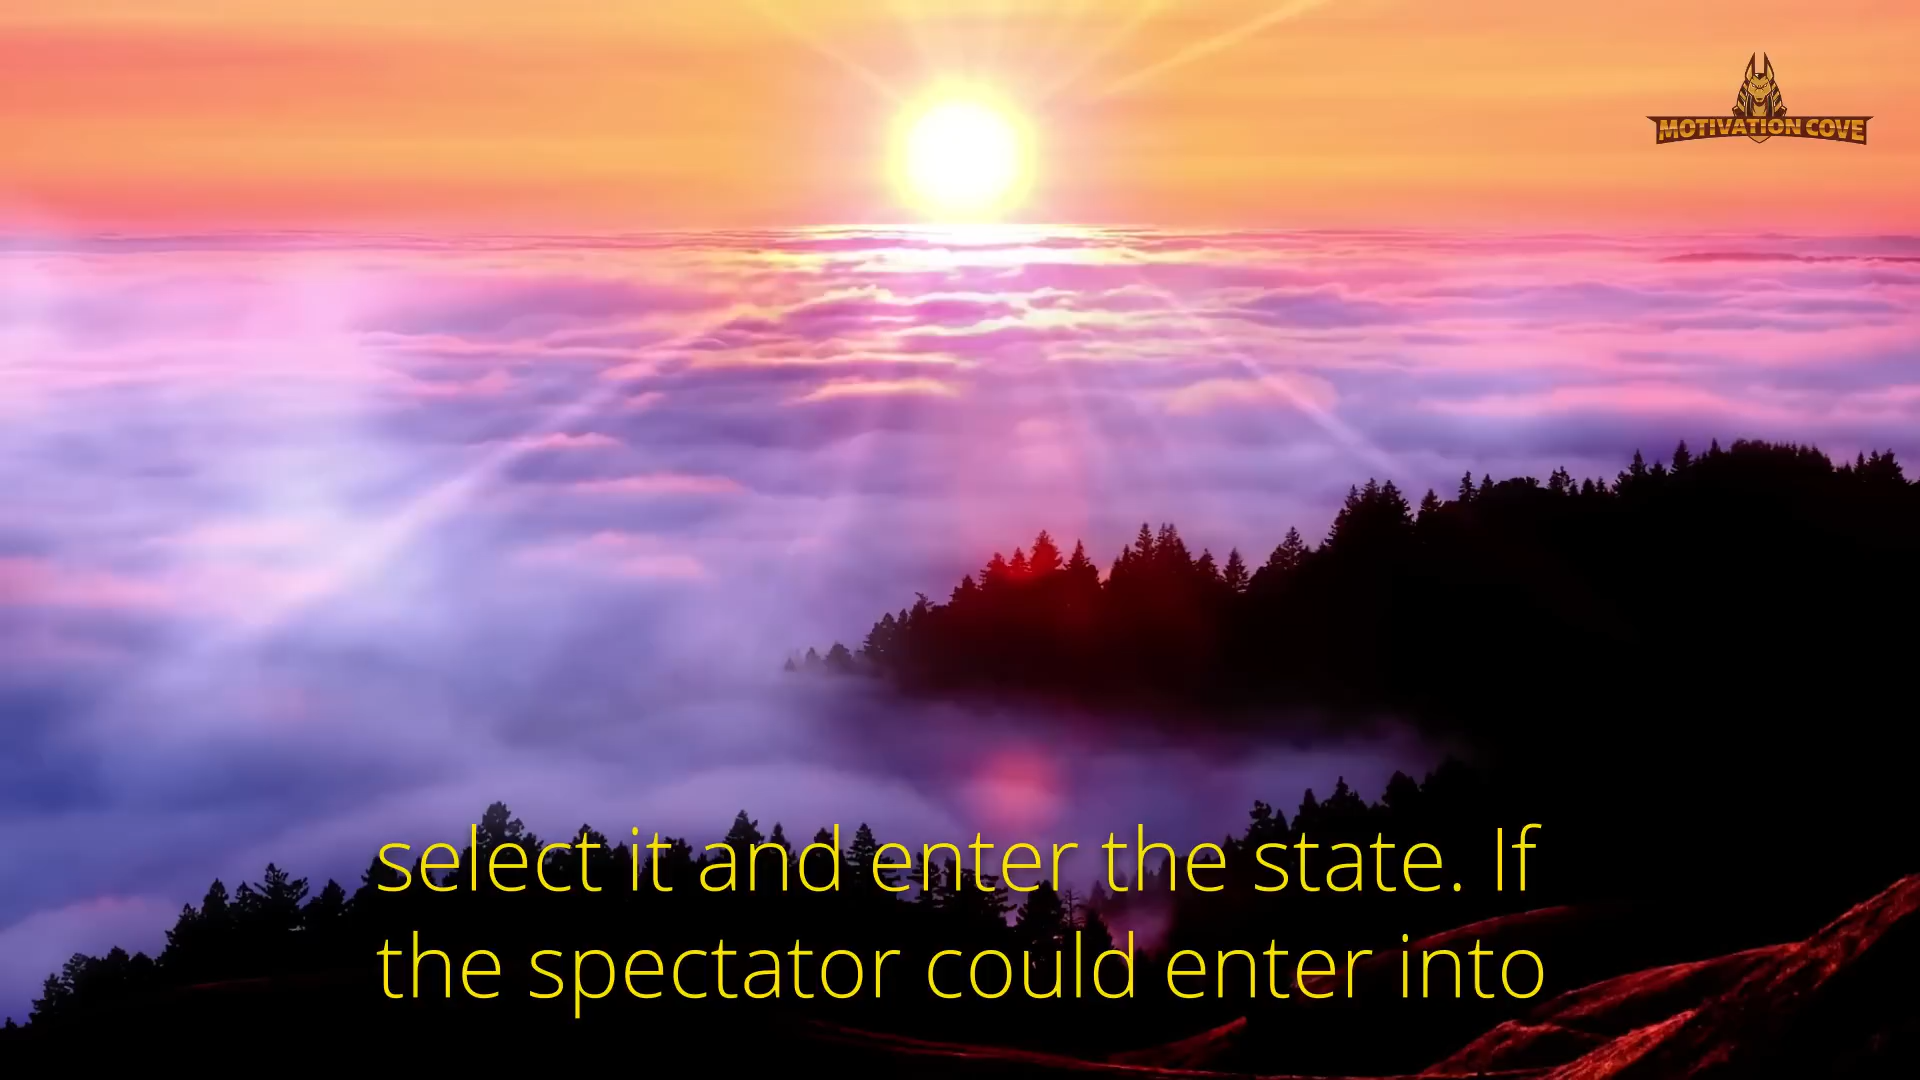 MOTIVATION COVE
select it and enter the state. If
the spectator could enter into